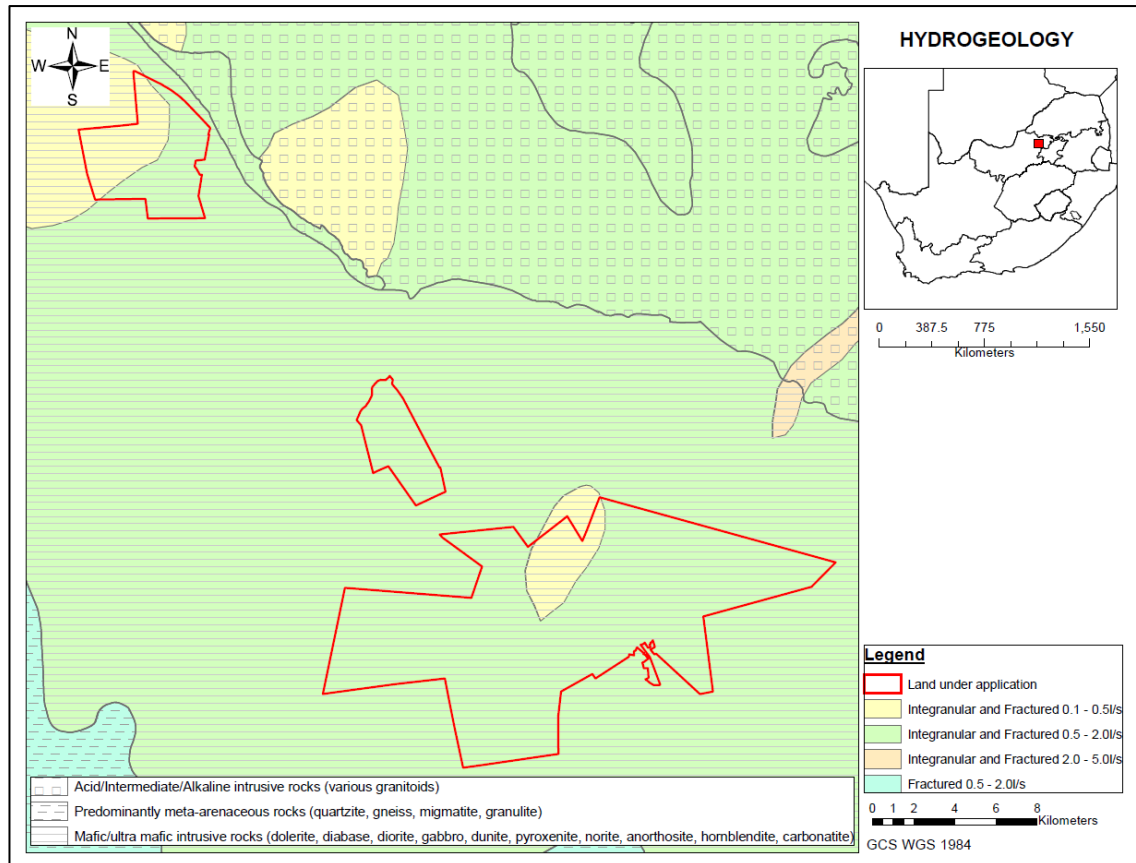 HYDROGEOLOGY
N
W E
S
0 387.5 775 1,550
Kilometers
Legend
Land under application
Integranular and Fractured 0.1 - 0.5l/s
Integranular and Fractured 0.5 - 2.0l/s
Integranular and Fractured 2.0 - 5.0l/s
Fractured 0.5 - 2.0l/s
0 1 2 4 6 8
Kilometers
GCS WGS 1984
Acid/Intermediate/Alkaline intrusive rocks (various granitoids)
Predominantly meta-arenaceous rocks (quartzite, gneiss, migmatite, granulite)
Mafic/ultra mafic intrusive rocks (dolerite, diabase, diorite, gabbro, dunite, pyroxenite, norite, anorthosite, hornblendite, carbonatite)